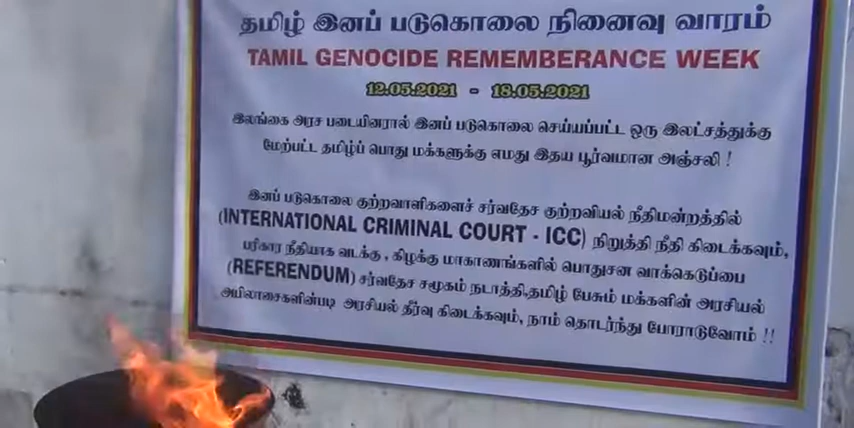 தமிழ் இனப் படுகொலை நினைவு வாரம்
TAMIL GENOCIDE REMEMBERANCE WEEK
12.05.2021 - 18.05.2021
இலங்கை அரச படையினரால் இனப் படுகொலை செய்யப்பட்ட ஒரு இலட்சத்துக்கு
மேற்பட்ட தமிழ்ப் பொது மக்களுக்கு எமது இதய பூர்வமான அஞ்சலி !
இனப் படுகொலை குற்றவாளிகளைச் சர்வதேச குற்றவியல் நீதிமன்றத்தில்
(INTERNATIONAL CRIMINAL COURT - ICC) நிறுத்தி நீதி கிடைக்கவும்,
பரிகார நீதியாக வடக்கு , கிழக்கு மாகாணங்களில் பொதுசன வாக்கெடுப்பை
(REFERENDUM) சர்வதேச சமூகம் நடாத்தி,தமிழ் பேசும் மக்களின் அரசியல்
அபிலாசைகளின்படி அரசியல் தீர்வு கிடைக்கவும், நாம் தொடர்ந்து போராடுவோம் !!